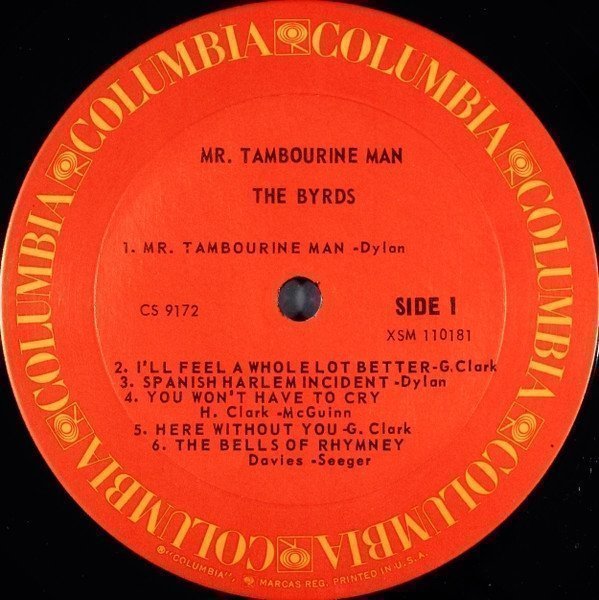 COLUMBIA COLUMBIA COLUMBIA COLUMBIA COLUMBIA COLUMBIA COLUMBIA COLUMBIA
MR. TAMBOURINE MAN
THE BYRDS
1. MR. TAMBOURINE MAN -Dylan
CS 9172
SIDE 1
XSM 110181
2. I'LL FEEL A WHOLE LOT BETTER-G. Clark
3. SPANISH HARLEM INCIDENT -Dylan
4. YOU WON'T HAVE TO CRY
H. Clark -McGuinn
5. HERE WITHOUT YOU -G. Clark
6. THE BELLS OF RHYMNEY
Davies -Seeger
®"COLUMBIA", MARCAS REG. PRINTED IN U.S.A.